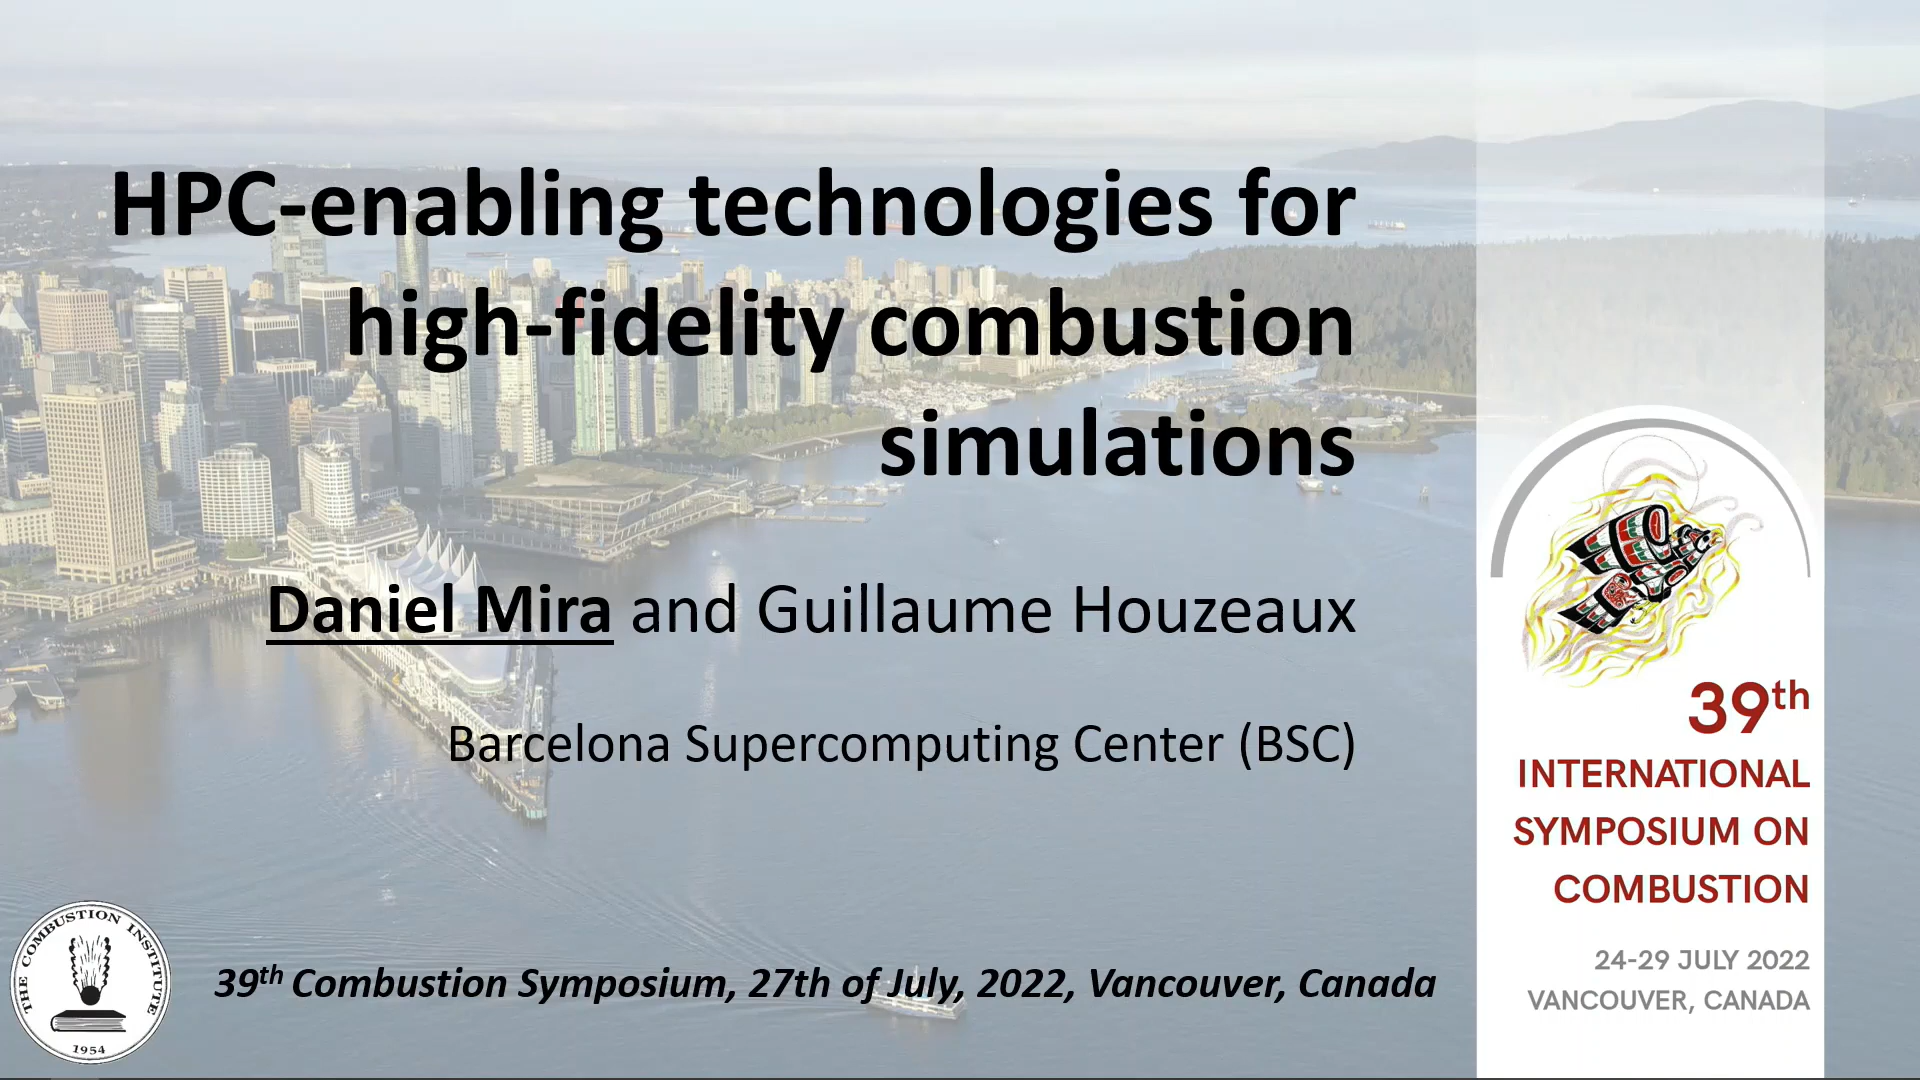 HPC-enabling technologies for
high-fidelity combustion
simulations
Daniel Mira and Guillaume Houzeaux
Barcelona Supercomputing Center (BSC)
39th Combustion Symposium, 27th of July, 2022, Vancouver, Canada
THE COMBUSTION INSTITUTE
1954
39th
INTERNATIONAL
SYMPOSIUM ON
COMBUSTION
24-29 JULY 2022
VANCOUVER, CANADA